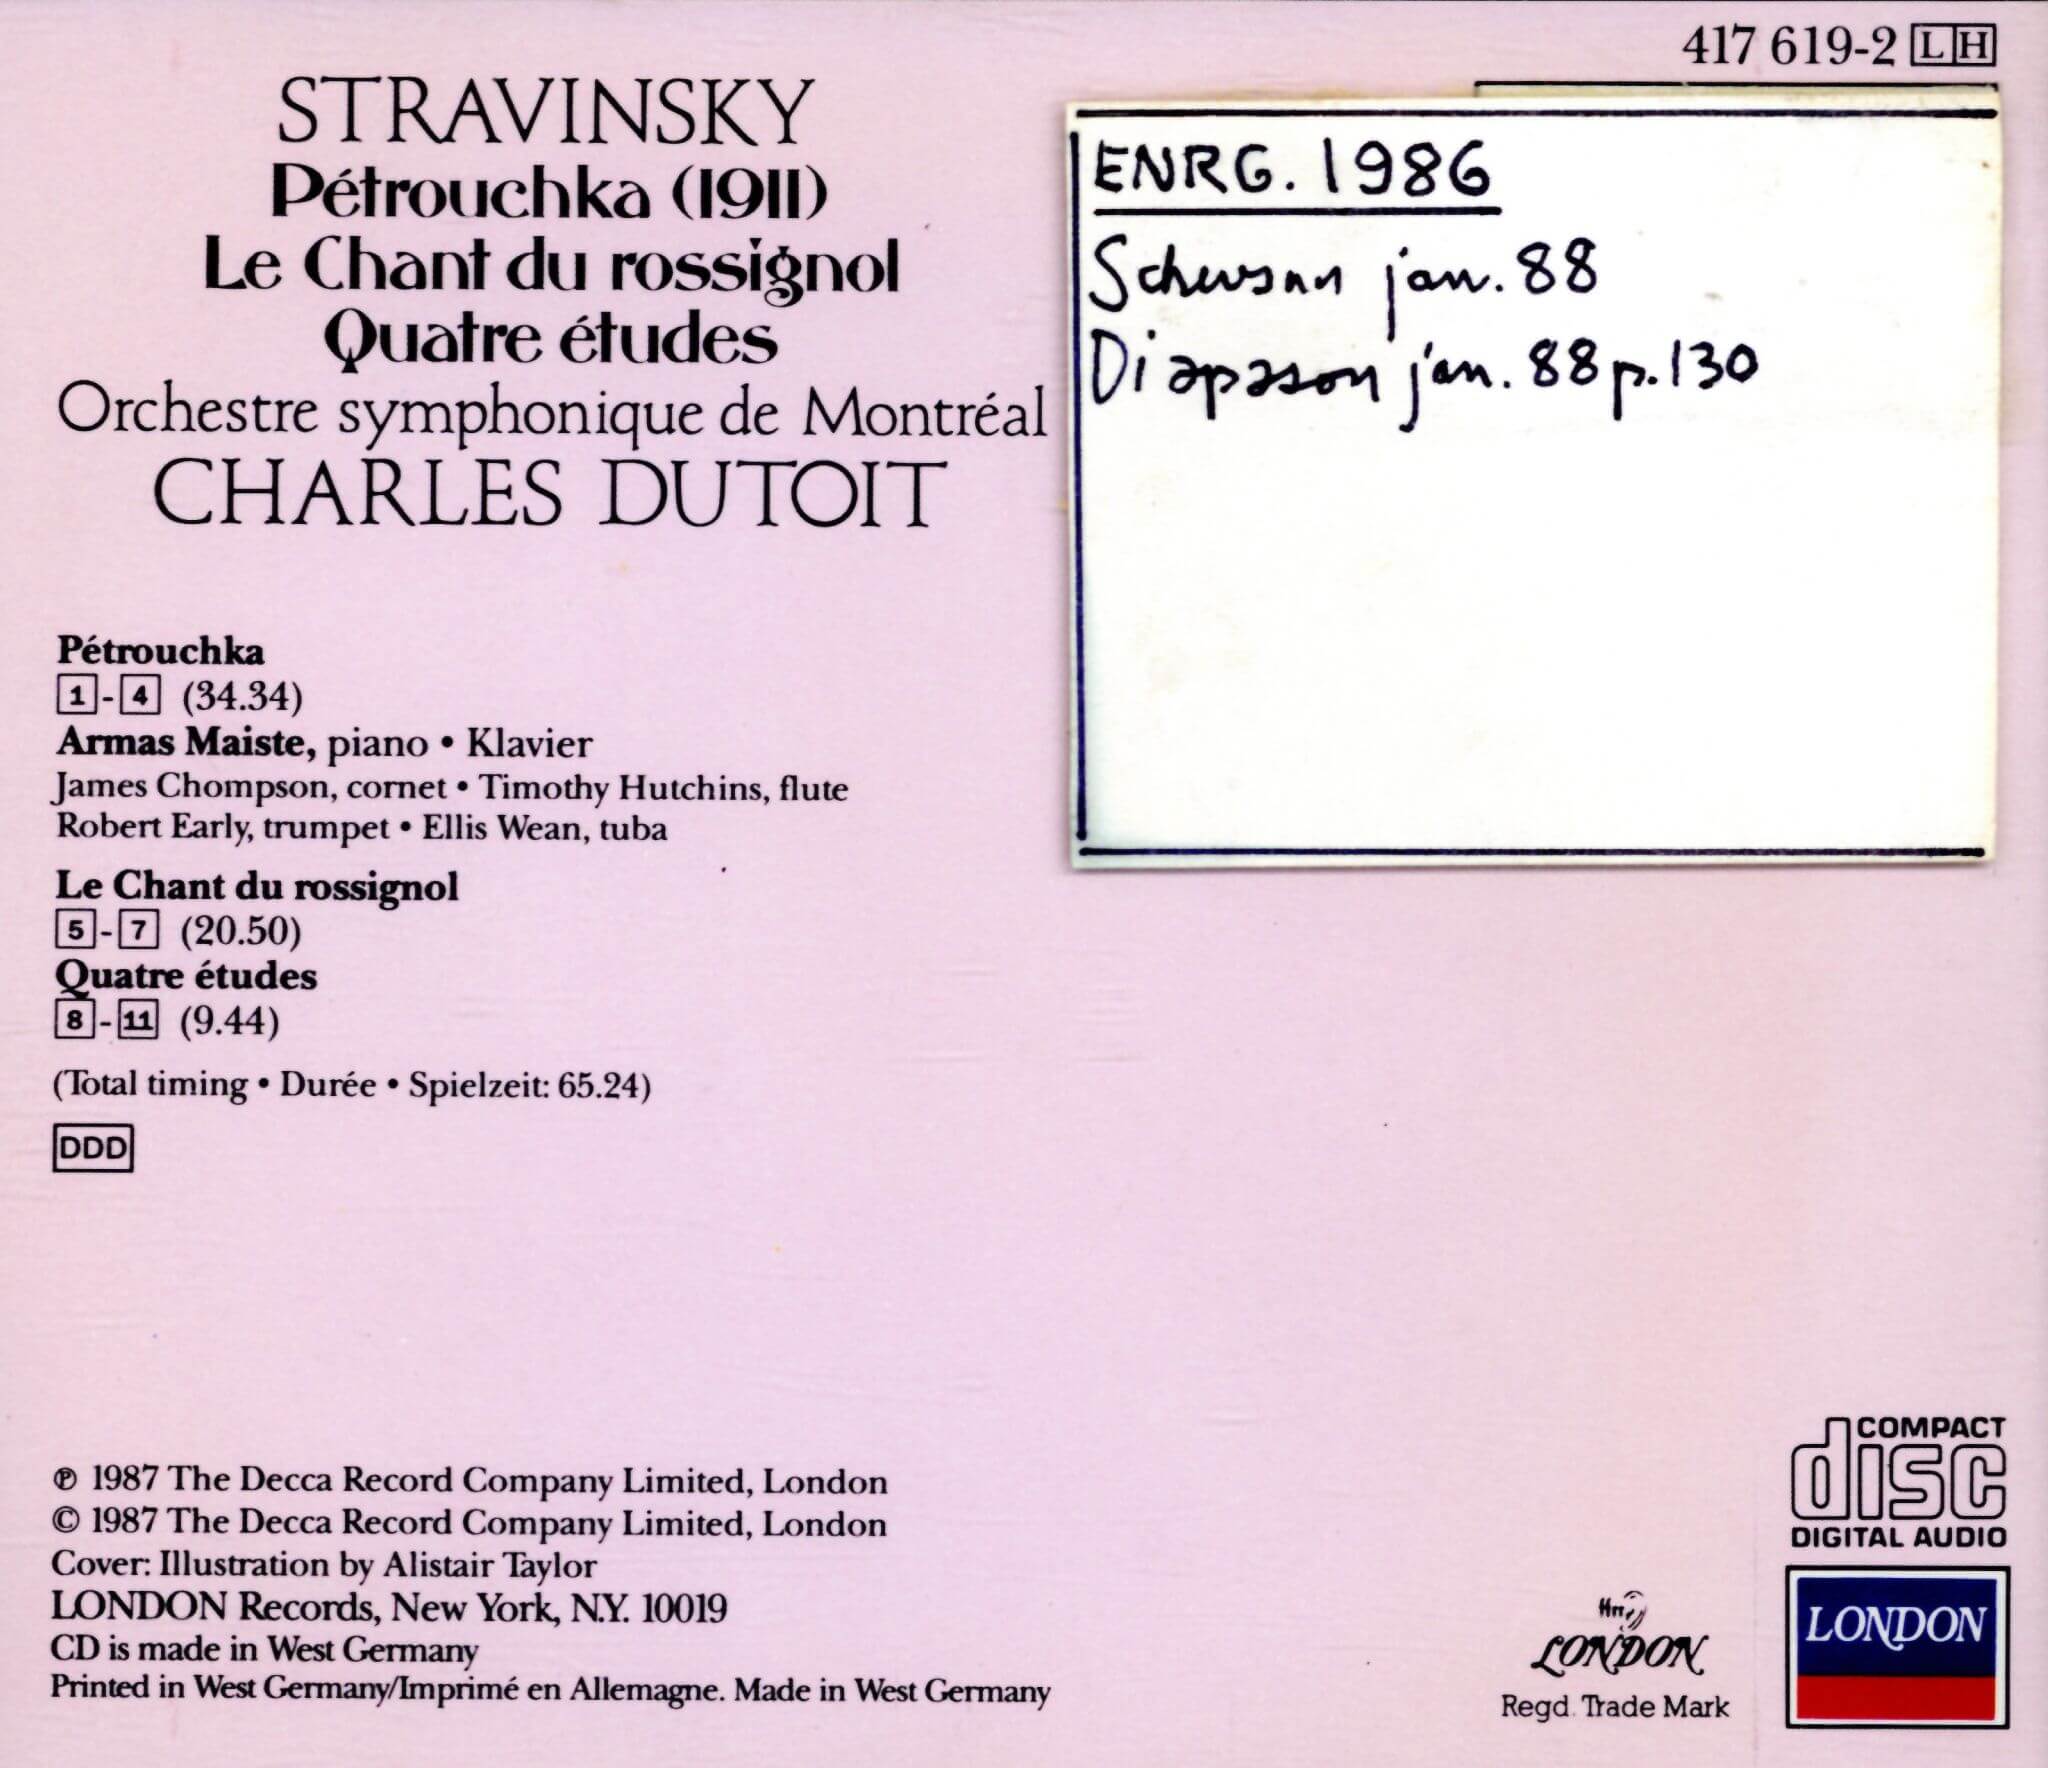 417 619-2 LH
STRAVINSKY
Pétrouchka (1911)
Le Chant du rossignol
Quatre études
Orchestre symphonique de Montréal
CHARLES DUTOIT
ENRG. 1986
jan. 88
Diapason jan. 88 p. 130
Pétrouchka
1 - 4 (34.34)
Armas Maiste, piano • Klavier
James Chompson, cornet • Timothy Hutchins, flute
Robert Early, trumpet • Ellis Wean, tuba
Le Chant du rossignol
5 - 7 (20.50)
Quatre études
8 - 11 (9.44)
(Total timing • Durée • Spielzeit: 65.24)
DDD
℗ 1987 The Decca Record Company Limited, London
© 1987 The Decca Record Company Limited, London
Cover: Illustration by Alistair Taylor
LONDON Records, New York, N.Y. 10019
CD is made in West Germany
Printed in West Germany/Imprimé en Allemagne. Made in West Germany
COMPACT
disc
DIGITAL AUDIO
LONDON
Regd. Trade Mark
LONDON